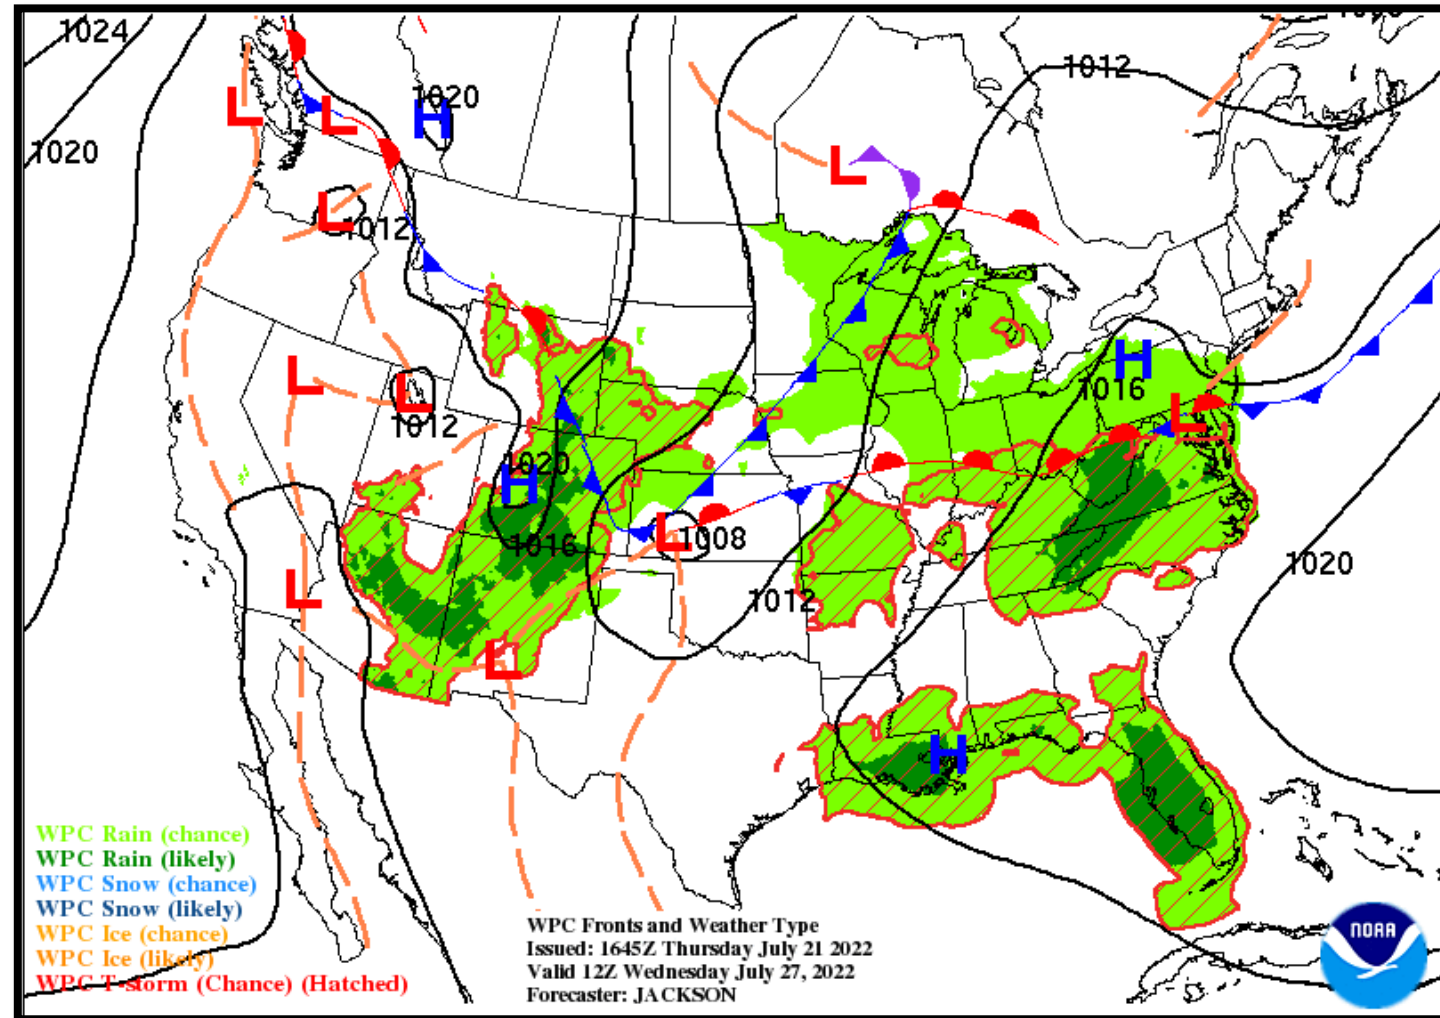 1024
1020
L
L
1020
H
1012
L
L
1012
H
1016
L
L
1012
L
1020
H
1016
L
1008
1012
1020
L
L
H
WPC Rain (chance)
WPC Rain (likely)
WPC Snow (chance)
WPC Snow (likely)
WPC Ice (chance)
WPC Ice (likely)
WPC T-storm (Chance) (Hatched)
WPC Fronts and Weather Type
Issued: 1645Z Thursday July 21 2022
Valid 12Z Wednesday July 27, 2022
Forecaster: JACKSON
NOAA